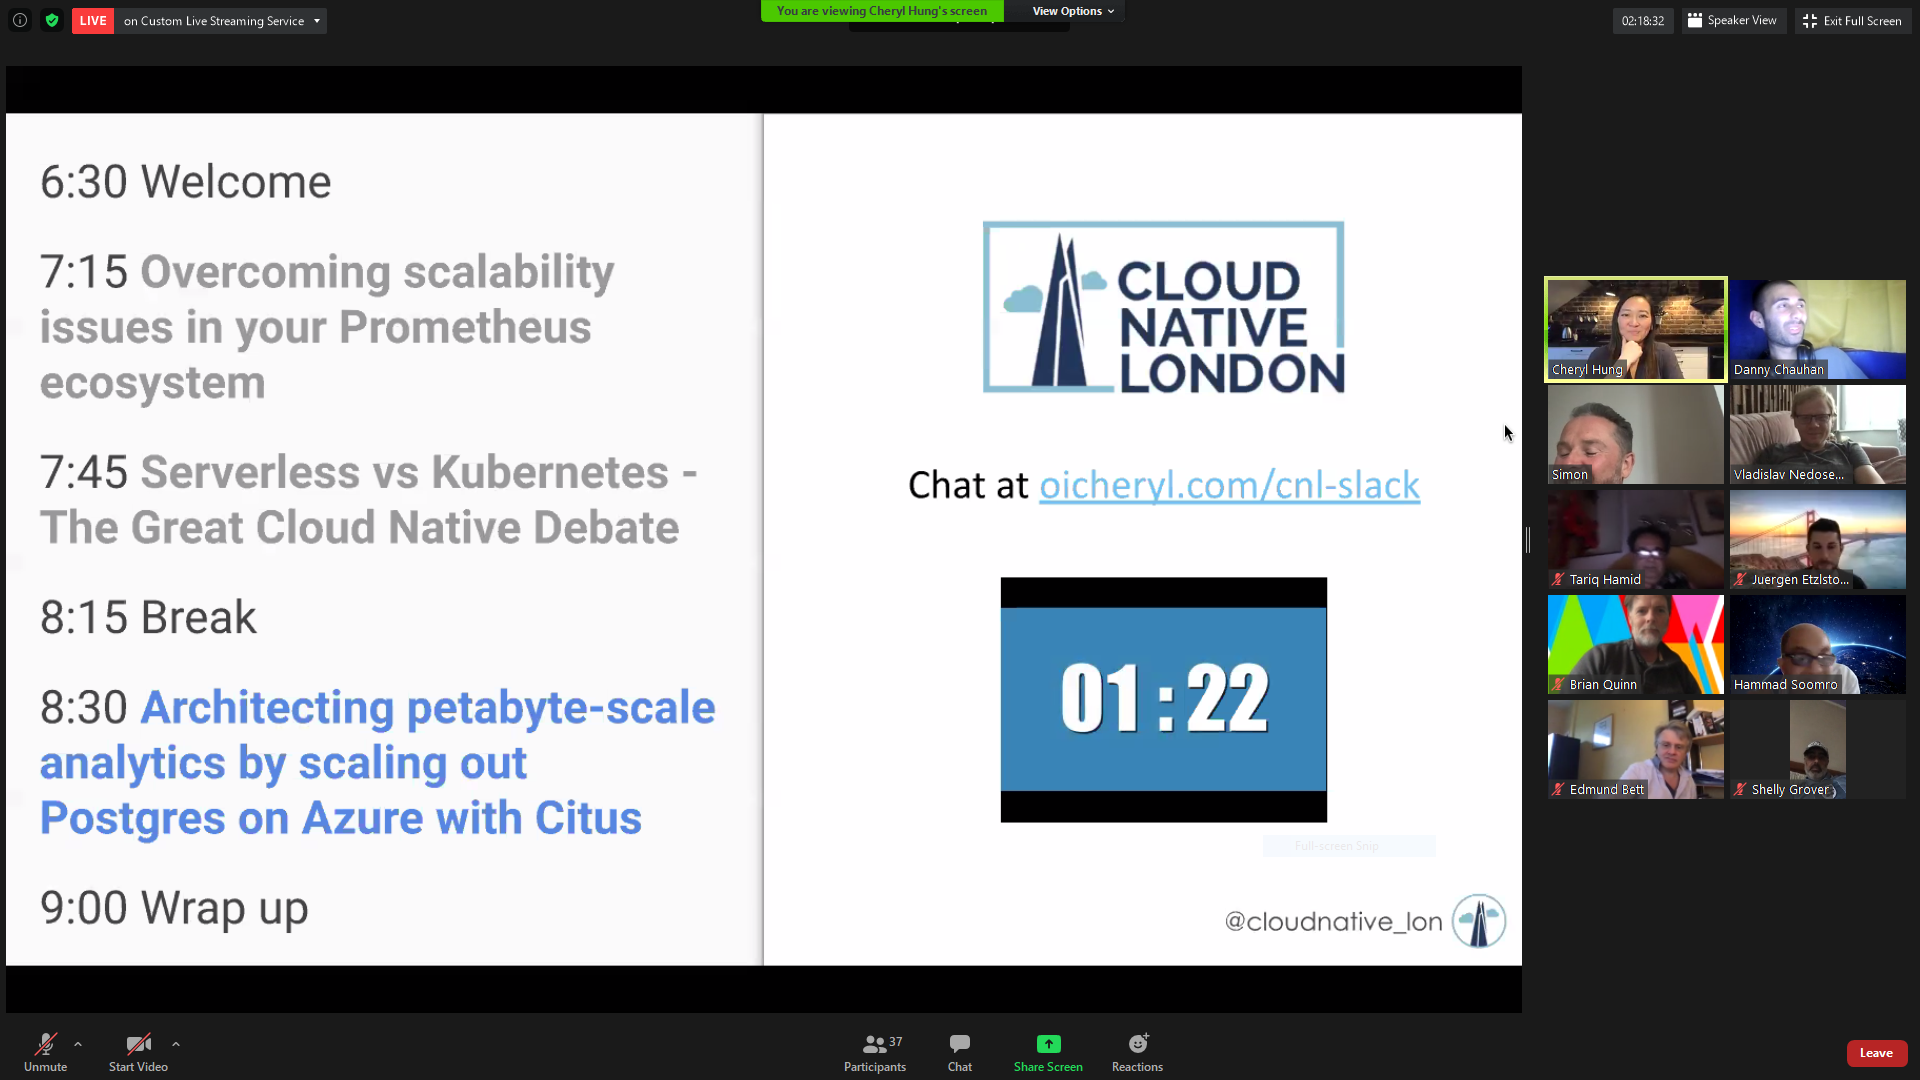 LIVE on Custom Live Streaming Service
You are viewing Cheryl Hung's screen
View Options
02:18:32
Speaker View
Exit Full Screen
6:30 Welcome
7:15 Overcoming scalability
issues in your Prometheus
ecosystem
7:45 Serverless vs Kubernetes -
The Great Cloud Native Debate
8:15 Break
8:30 Architecting petabyte-scale
analytics by scaling out
Postgres on Azure with Citus
9:00 Wrap up
CLOUD
NATIVE
LONDON
Chat at oicheryl.com/cnl-slack
01:22
Full-screen Snip
@cloudnative_lon
Cheryl Hung
Danny Chauhan
Simon
Vladislav Nedose...
Tariq Hamid
Juergen Etzlsto...
Brian Quinn
Hammad Soomro
Edmund Bett
Shelly Grover
Unmute
Start Video
37
Participants
Chat
Share Screen
Reactions
Leave